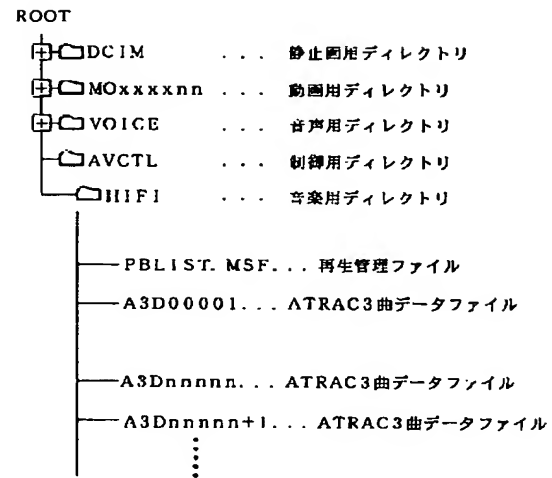 ROOT
DCIM ... 静止画用ディレクトリ
MOxxxxnn ... 動画用ディレクトリ
VOICE ... 音声用ディレクトリ
AVCTL ... 制御用ディレクトリ
HIFI ... 音楽用ディレクトリ
PBLIST.MSF... 再生管理ファイル
A3D00001... ATRAC3曲データファイル
A3Dnnnnn... ATRAC3曲データファイル
A3Dnnnnn+1... ATRAC3曲データファイル